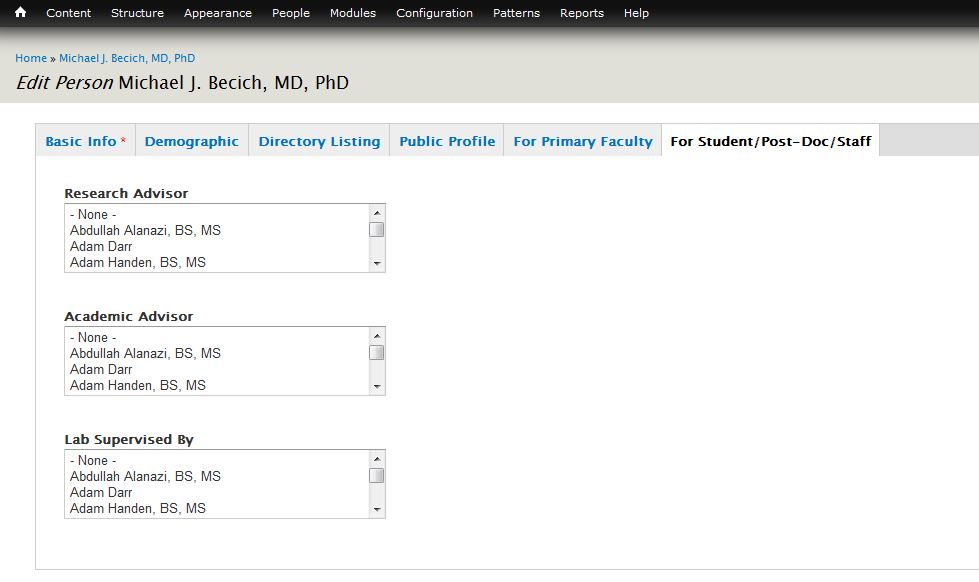 Content Structure Appearance People Modules Configuration Patterns Reports Help
Home » Michael J. Becich, MD, PhD
Edit Person Michael J. Becich, MD, PhD
Basic Info * Demographic Directory Listing Public Profile For Primary Faculty For Student/Post-Doc/Staff
Research Advisor
- None -
Abdullah Alanazi, BS, MS
Adam Darr
Adam Handen, BS, MS
Academic Advisor
- None -
Abdullah Alanazi, BS, MS
Adam Darr
Adam Handen, BS, MS
Lab Supervised By
- None -
Abdullah Alanazi, BS, MS
Adam Darr
Adam Handen, BS, MS